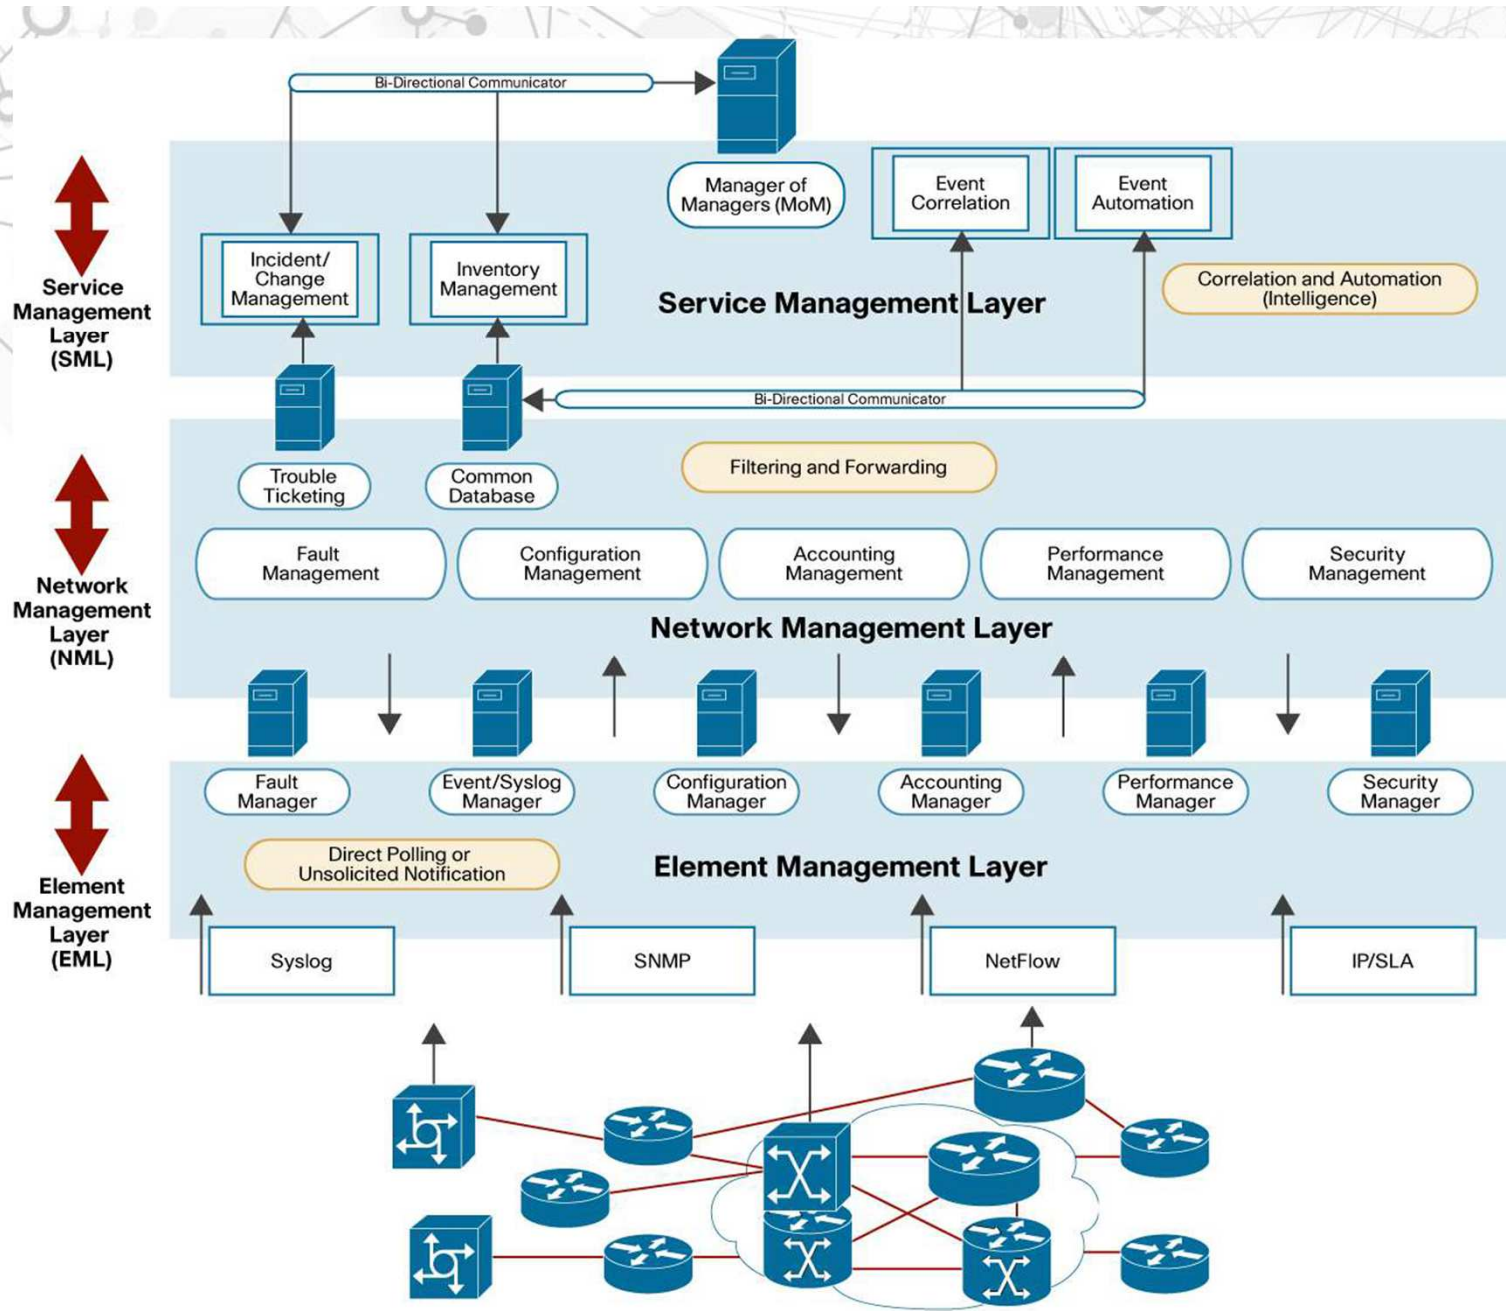 Bi-Directional Communicator
Manager of
Managers (MoM)
Event
Correlation
Event
Automation
Incident/
Change
Management
Inventory
Management
Correlation and Automation
(Intelligence)
Service Management Layer
Service
Management
Layer
(SML)
Bi-Directional Communicator
Trouble
Ticketing
Common
Database
Filtering and Forwarding
Fault
Management
Configuration
Management
Accounting
Management
Performance
Management
Security
Management
Network Management Layer
Network
Management
Layer
(NML)
Fault
Manager
Event/Syslog
Manager
Configuration
Manager
Accounting
Manager
Performance
Manager
Security
Manager
Direct Polling or
Unsolicited Notification
Element Management Layer
Element
Management
Layer
(EML)
Syslog
SNMP
NetFlow
IP/SLA